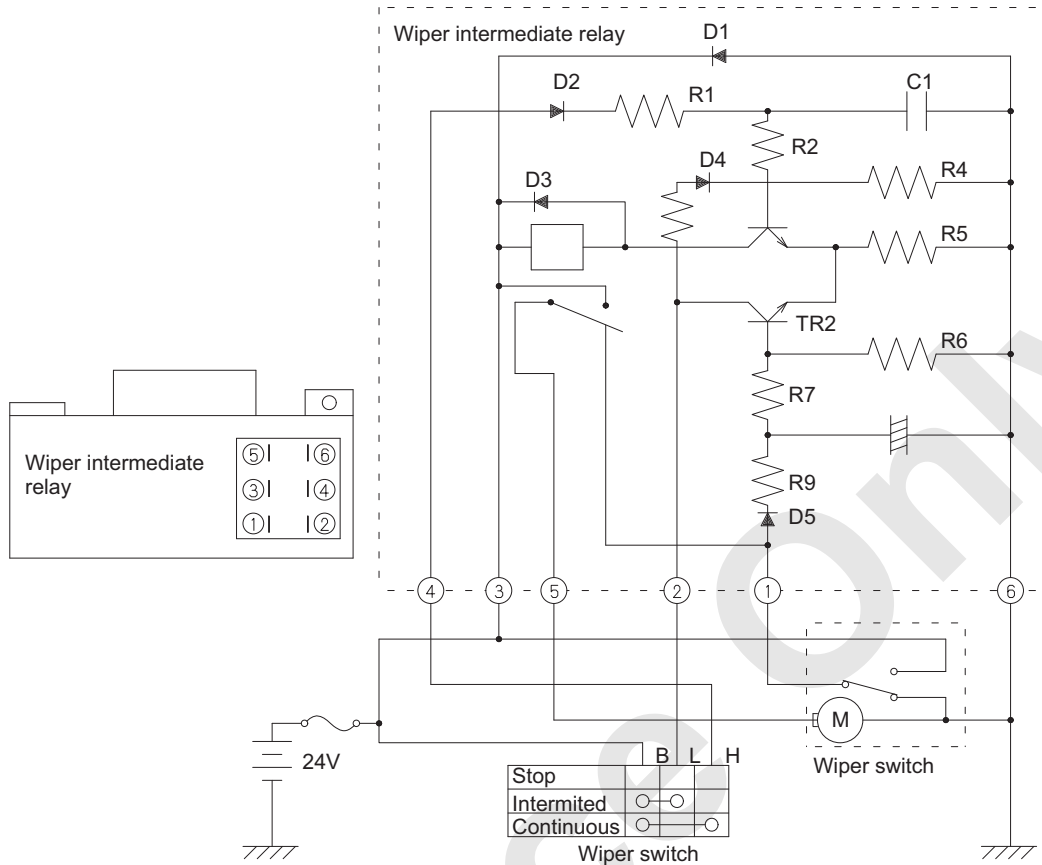 Wiper intermediate relay
D1
D2
R1
C1
R2
D4
R4
D3
R5
TR2
R6
R7
R9
D5
Wiper intermediate
relay
5 6
3 4
1 2
4 3 5 2 1 6
M
24V
Wiper switch
B L H
Stop
Intermited
Continuous
Wiper switch